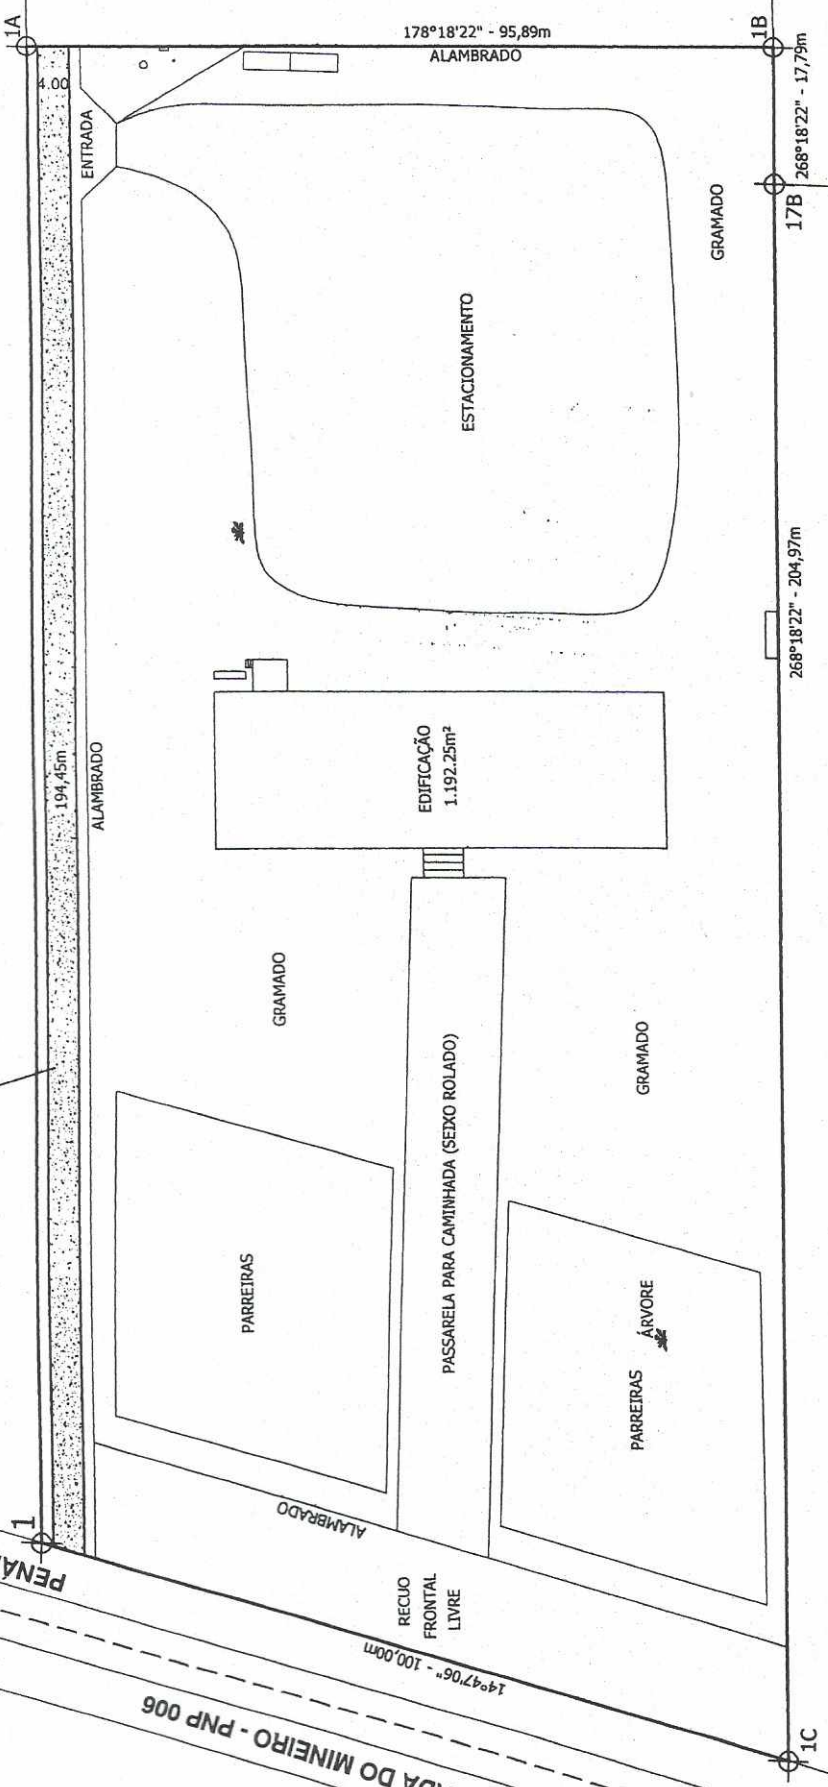 1A
178°18'22" - 95,89m
ALAMBRADO
1B
268°18'22" - 17,79m
17B
4.00
ENTRADA
GRAMADO
ESTACIONAMENTO
268°18'22" - 204,97m
194,45m
ALAMBRADO
EDIFICAÇÃO
1.192.25m²
GRAMADO
GRAMADO
PASSARELA PARA CAMINHADA (SEIXO ROLADO)
PARREIRAS
PARREIRAS
ÁRVORE
ALAMBRADO
1
RECUO
FRONTAL
LIVRE
14°47'06" - 100,00m
DO MINEIRO - PNP 006
1C